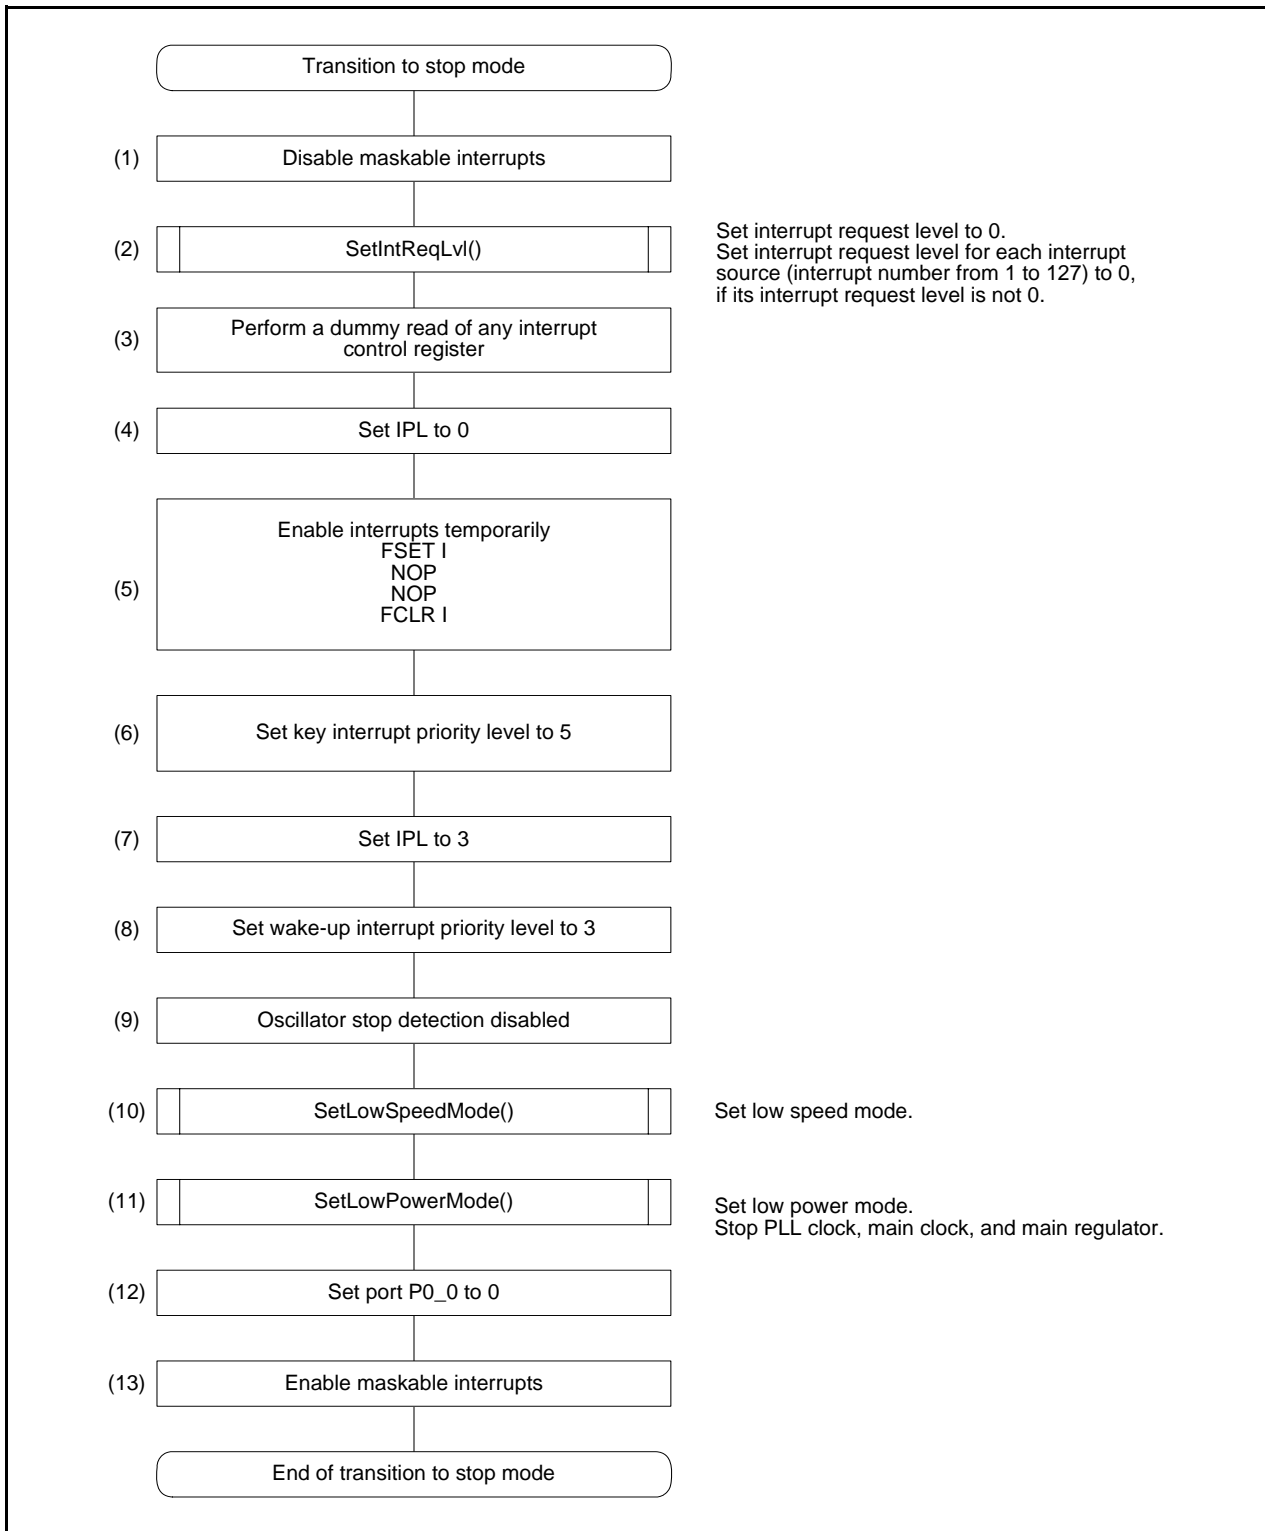 Transition to stop mode
(1) Disable maskable interrupts
(2) SetIntReqLvl()
Set interrupt request level to 0.
Set interrupt request level for each interrupt
source (interrupt number from 1 to 127) to 0,
if its interrupt request level is not 0.
(3) Perform a dummy read of any interrupt
control register
(4) Set IPL to 0
(5) Enable interrupts temporarily
FSET I
NOP
NOP
FCLR I
(6) Set key interrupt priority level to 5
(7) Set IPL to 3
(8) Set wake-up interrupt priority level to 3
(9) Oscillator stop detection disabled
(10) SetLowSpeedMode() Set low speed mode.
(11) SetLowPowerMode()
Set low power mode.
Stop PLL clock, main clock, and main regulator.
(12) Set port P0_0 to 0
(13) Enable maskable interrupts
End of transition to stop mode